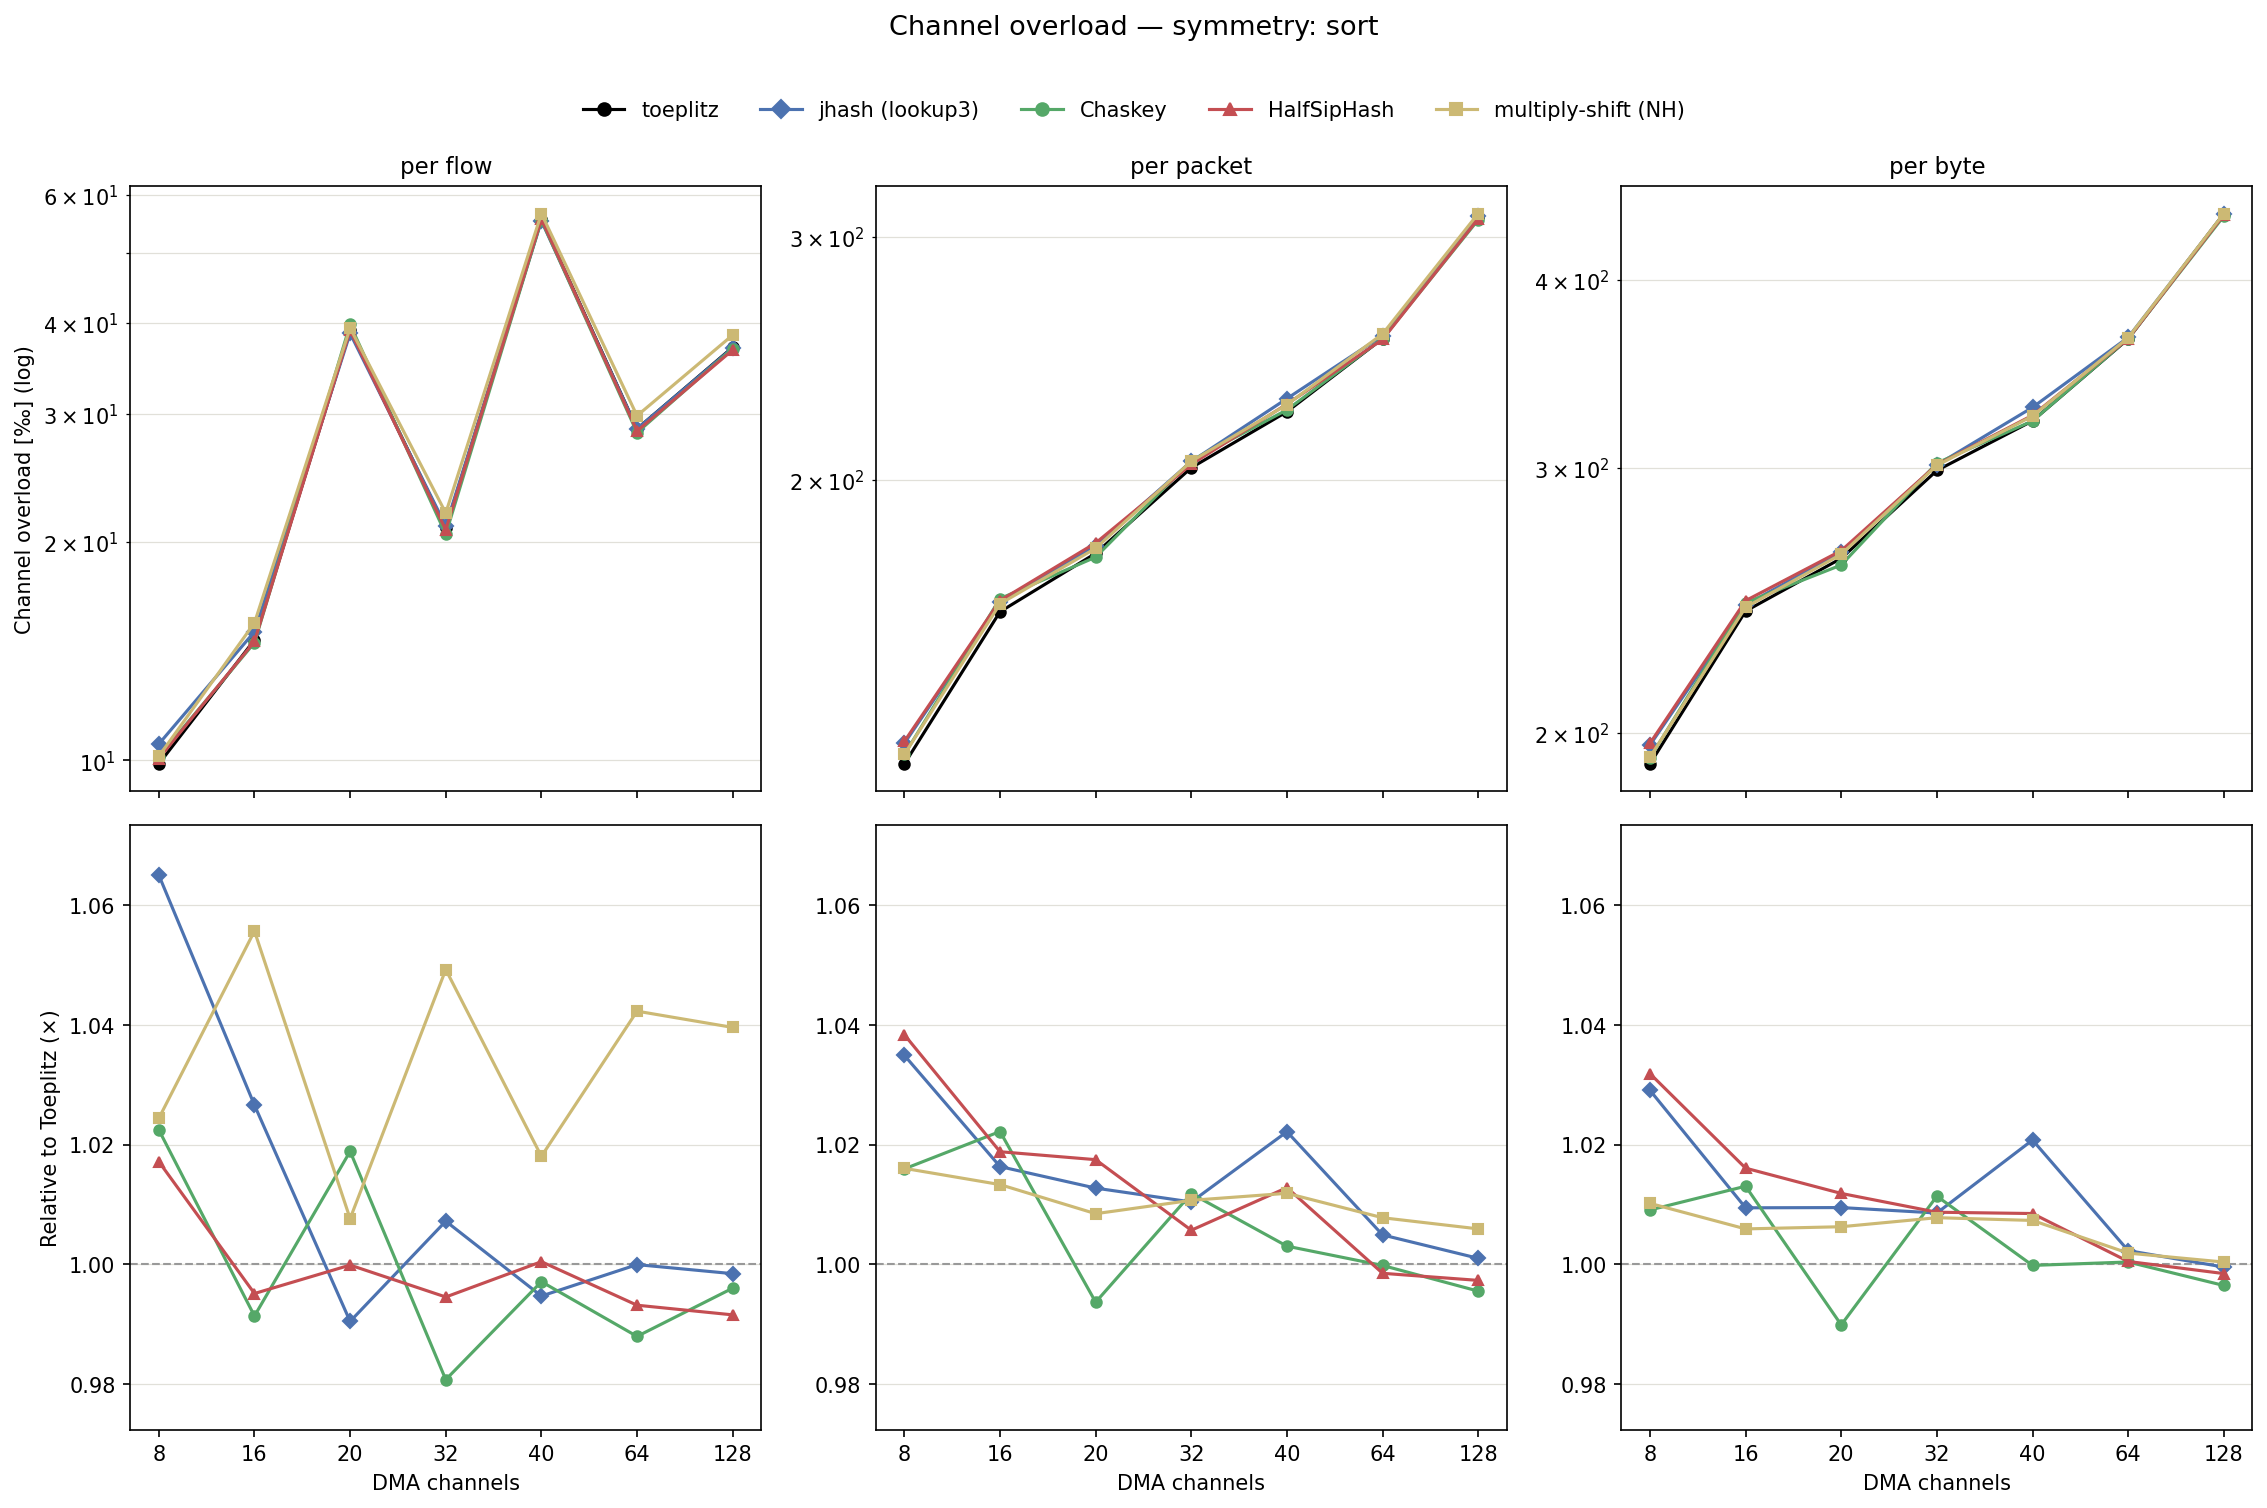 Channel overload — symmetry: sort
toeplitz jhash (lookup3) Chaskey HalfSipHash multiply-shift (NH)
per flow per packet per byte
Channel overload [‰] (log)
6 × 10¹
4 × 10¹
3 × 10¹
2 × 10¹
10¹
3 × 10²
2 × 10²
4 × 10²
3 × 10²
2 × 10²
Relative to Toeplitz (×)
1.06
1.04
1.02
1.00
0.98
1.06
1.04
1.02
1.00
0.98
1.06
1.04
1.02
1.00
0.98
8 16 20 32 40 64 128
8 16 20 32 40 64 128
8 16 20 32 40 64 128
DMA channels DMA channels DMA channels